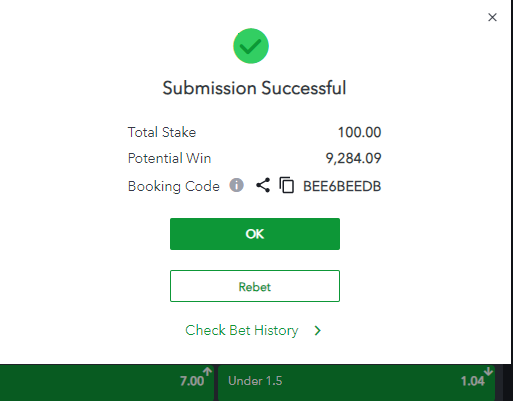 Submission Successful
Total Stake 100.00
Potential Win 9,284.09
Booking Code BEE6BEEDB
OK
Rebet
Check Bet History
7.00 Under 1.5 1.04